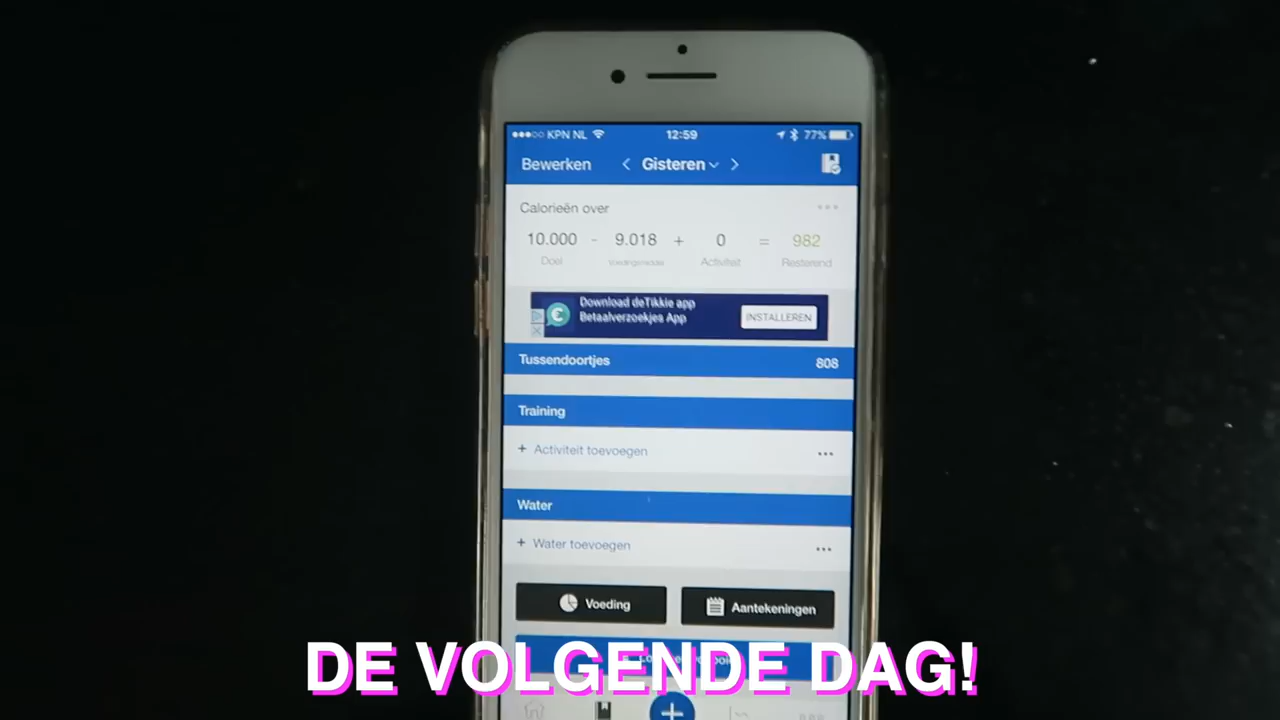 KPN NL 12:59 77%
Bewerken < Gisteren >
Calorieën over
10.000 - 9.018 + 0 = 982
Doel Voedingsmiddel Activiteit Resterend
Download deTikkie app
Betaalverzoekjes App
INSTALLEREN
Tussendoortjes 808
Training
+ Activiteit toevoegen
Water
+ Water toevoegen
Voeding Aantekeningen
DE VOLGENDE DAG!